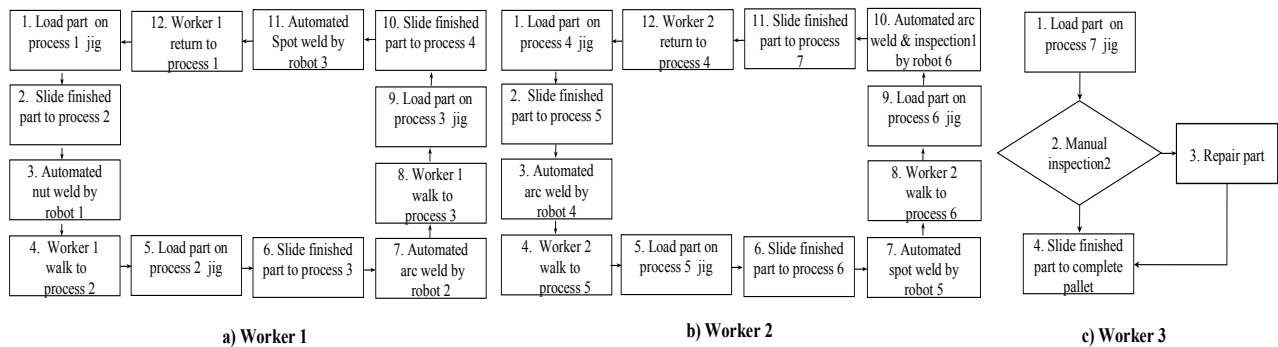 1. Load part on
process 1 jig
2. Slide finished
part to process 2
3. Automated
nut weld by
robot 1
4. Worker 1
walk to
process 2
5. Load part on
process 2 jig
6. Slide finished
part to process 3
7. Automated
arc weld by
robot 2
8. Worker 1
walk to
process 3
9. Load part on
process 3 jig
10. Slide finished
part to process 4
11. Automated
Spot weld by
robot 3
12. Worker 1
return to
process 1
a) Worker 1
1. Load part on
process 4 jig
2. Slide finished
part to process 5
3. Automated
arc weld by
robot 4
4. Worker 2
walk to
process 5
5. Load part on
process 5 jig
6. Slide finished
part to process 6
7. Automated
spot weld by
robot 5
8. Worker 2
walk to
process 6
9. Load part on
process 6 jig
10. Automated arc
weld & inspection1
by robot 6
11. Slide finished
part to process
7
12. Worker 2
return to
process 4
b) Worker 2
1. Load part on
process 7 jig
2. Manual
inspection2
3. Repair part
4. Slide finished
part to complete
pallet
c) Worker 3